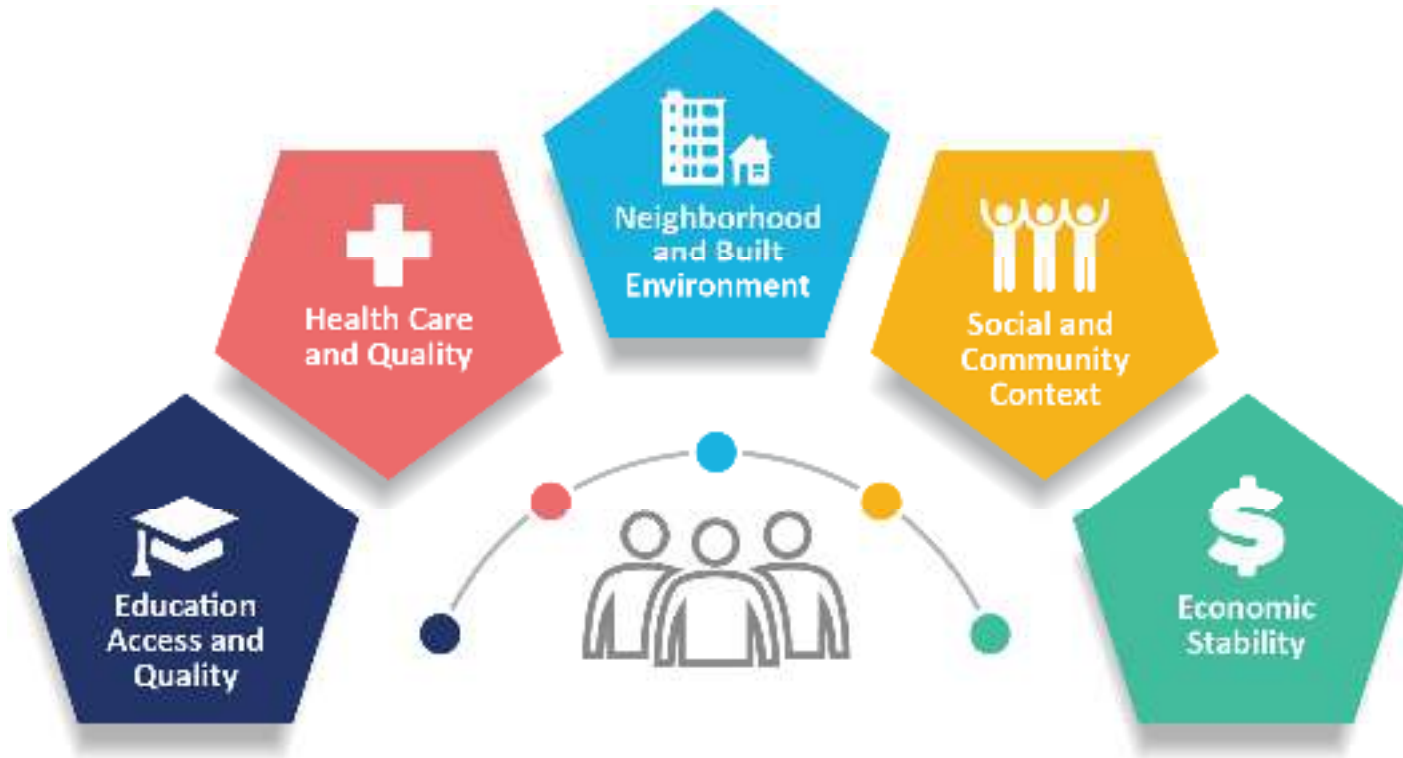 Education
Access and
Quality
Health Care
and Quality
Neighborhood
and Built
Environment
Social and
Community
Context
Economic
Stability